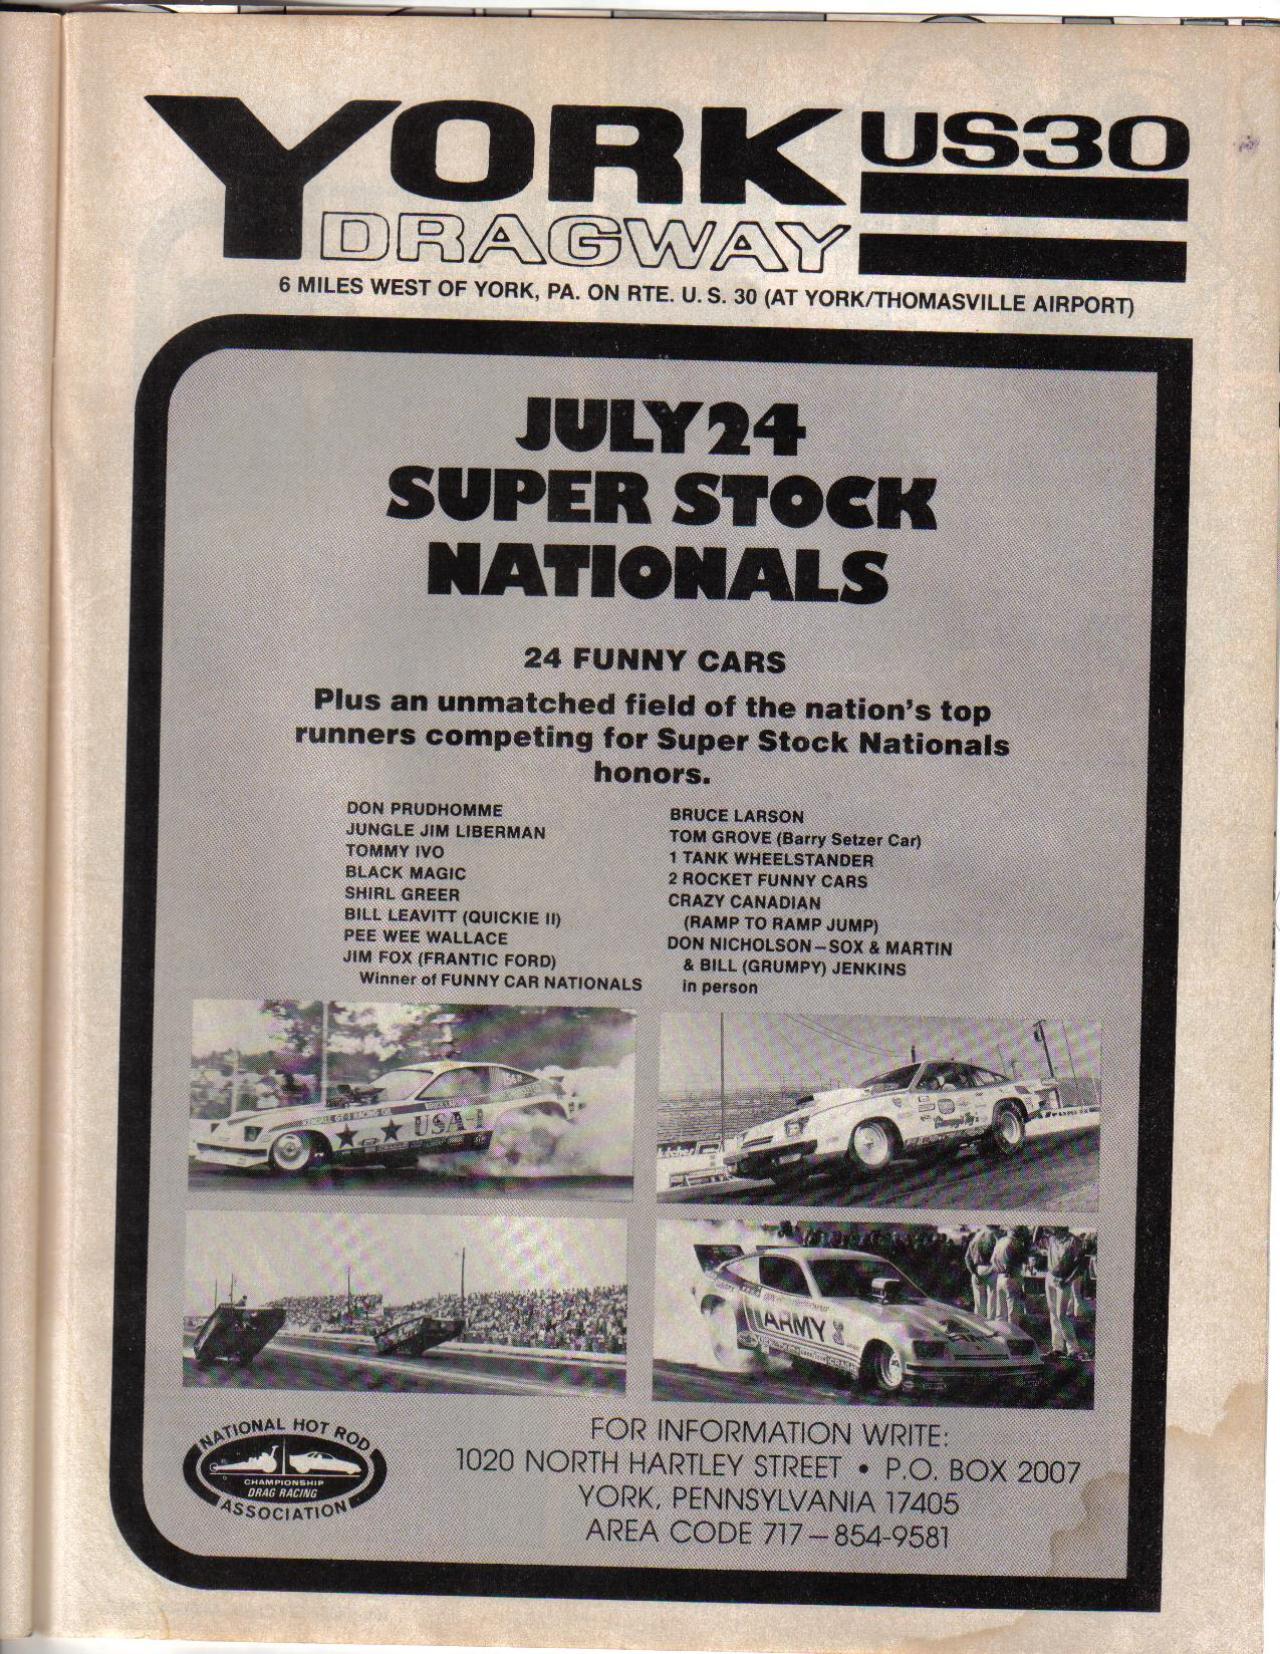 YORK US30
DRAGWAY
6 MILES WEST OF YORK, PA. ON RTE. U. S. 30 (AT YORK/THOMASVILLE AIRPORT)
JULY 24
SUPER STOCK
NATIONALS
24 FUNNY CARS
Plus an unmatched field of the nation's top
runners competing for Super Stock Nationals
honors.
DON PRUDHOMME
JUNGLE JIM LIBERMAN
TOMMY IVO
BLACK MAGIC
SHIRL GREER
BILL LEAVITT (QUICKIE II)
PEE WEE WALLACE
JIM FOX (FRANTIC FORD)
Winner of FUNNY CAR NATIONALS
BRUCE LARSON
TOM GROVE (Barry Setzer Car)
1 TANK WHEELSTANDER
2 ROCKET FUNNY CARS
CRAZY CANADIAN
(RAMP TO RAMP JUMP)
DON NICHOLSON—SOX & MARTIN
& BILL (GRUMPY) JENKINS
in person
USA-1
ARMY
NATIONAL HOT ROD
CHAMPIONSHIP
DRAG RACING
ASSOCIATION
FOR INFORMATION WRITE:
1020 NORTH HARTLEY STREET • P.O. BOX 2007
YORK, PENNSYLVANIA 17405
AREA CODE 717—854-9581